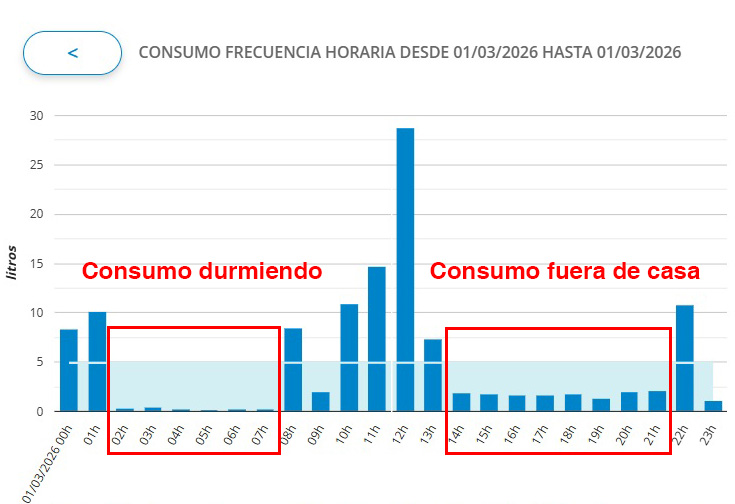 <
CONSUMO FRECUENCIA HORARIA DESDE 01/03/2026 HASTA 01/03/2026
30
25
20
15
10
5
0
litros
Consumo durmiendo
Consumo fuera de casa
01/03/2026 00h
01h
02h
03h
04h
05h
06h
07h
08h
09h
10h
11h
12h
13h
14h
15h
16h
17h
18h
19h
20h
21h
22h
23h